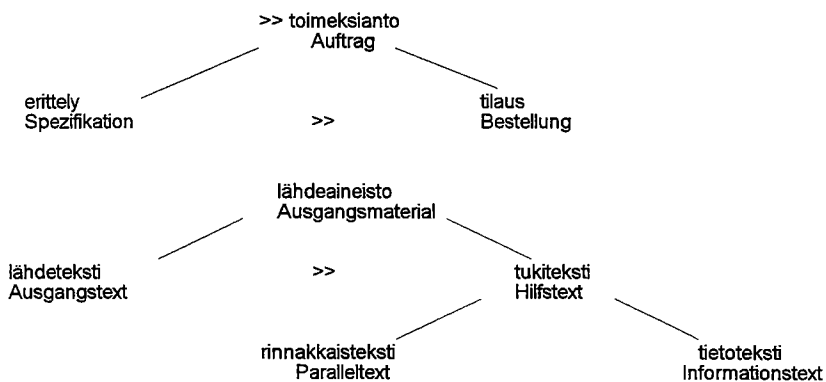 >> toimeksianto
Auftrag
erittely
Spezifikation
>>
tilaus
Bestellung
lähdeaineisto
Ausgangsmaterial
lähdeteksti
Ausgangstext
>>
tukiteksti
Hilfstext
rinnakkaisteksti
Paralleltext
tietoteksti
Informationstext